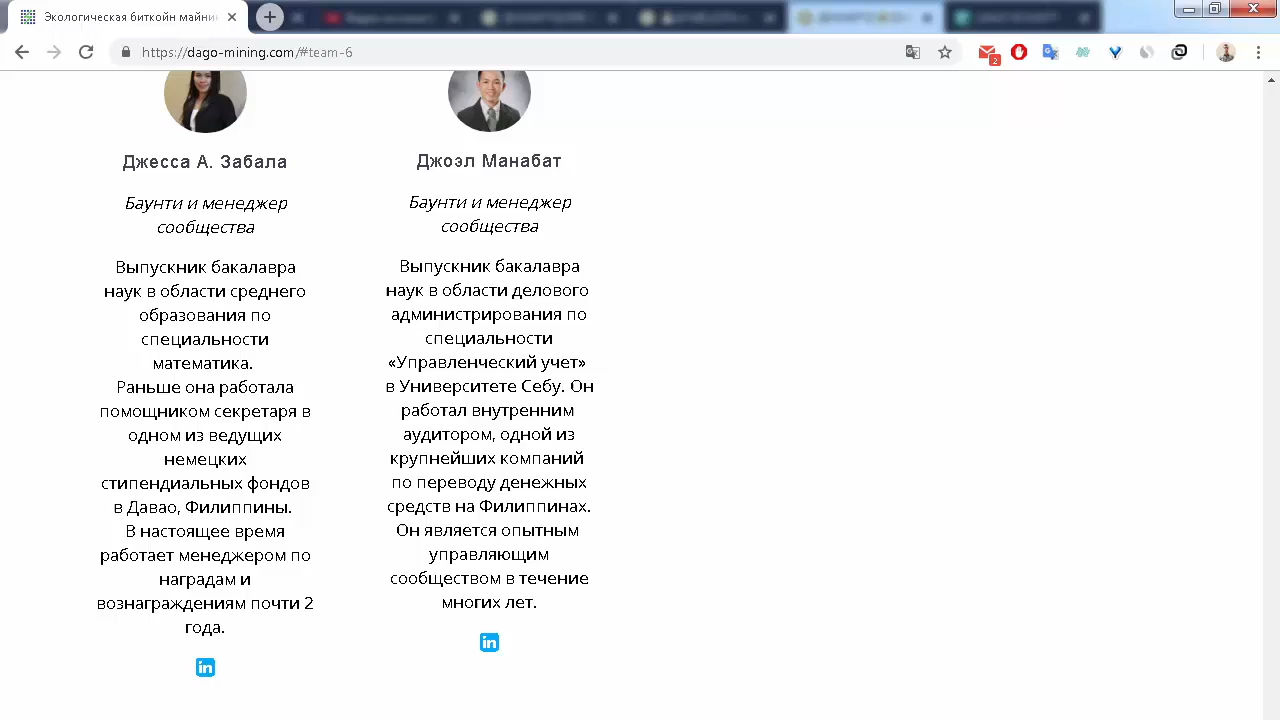 Экологическая биткойн майни
https://dago-mining.com/#team-6
2
Джесса А. Забала
Баунти и менеджер
сообщества
Выпускник бакалавра
наук в области среднего
образования по
специальности
математика.
Раньше она работала
помощником секретаря в
одном из ведущих
немецких
стипендиальных фондов
в Давао, Филиппины.
В настоящее время
работает менеджером по
наградам и
вознаграждениям почти 2
года.
in
Джоэл Манабат
Баунти и менеджер
сообщества
Выпускник бакалавра
наук в области делового
администрирования по
специальности
«Управленческий учет»
в Университете Себу. Он
работал внутренним
аудитором, одной из
крупнейших компаний
по переводу денежных
средств на Филиппинах.
Он является опытным
управляющим
сообществом в течение
многих лет.
in